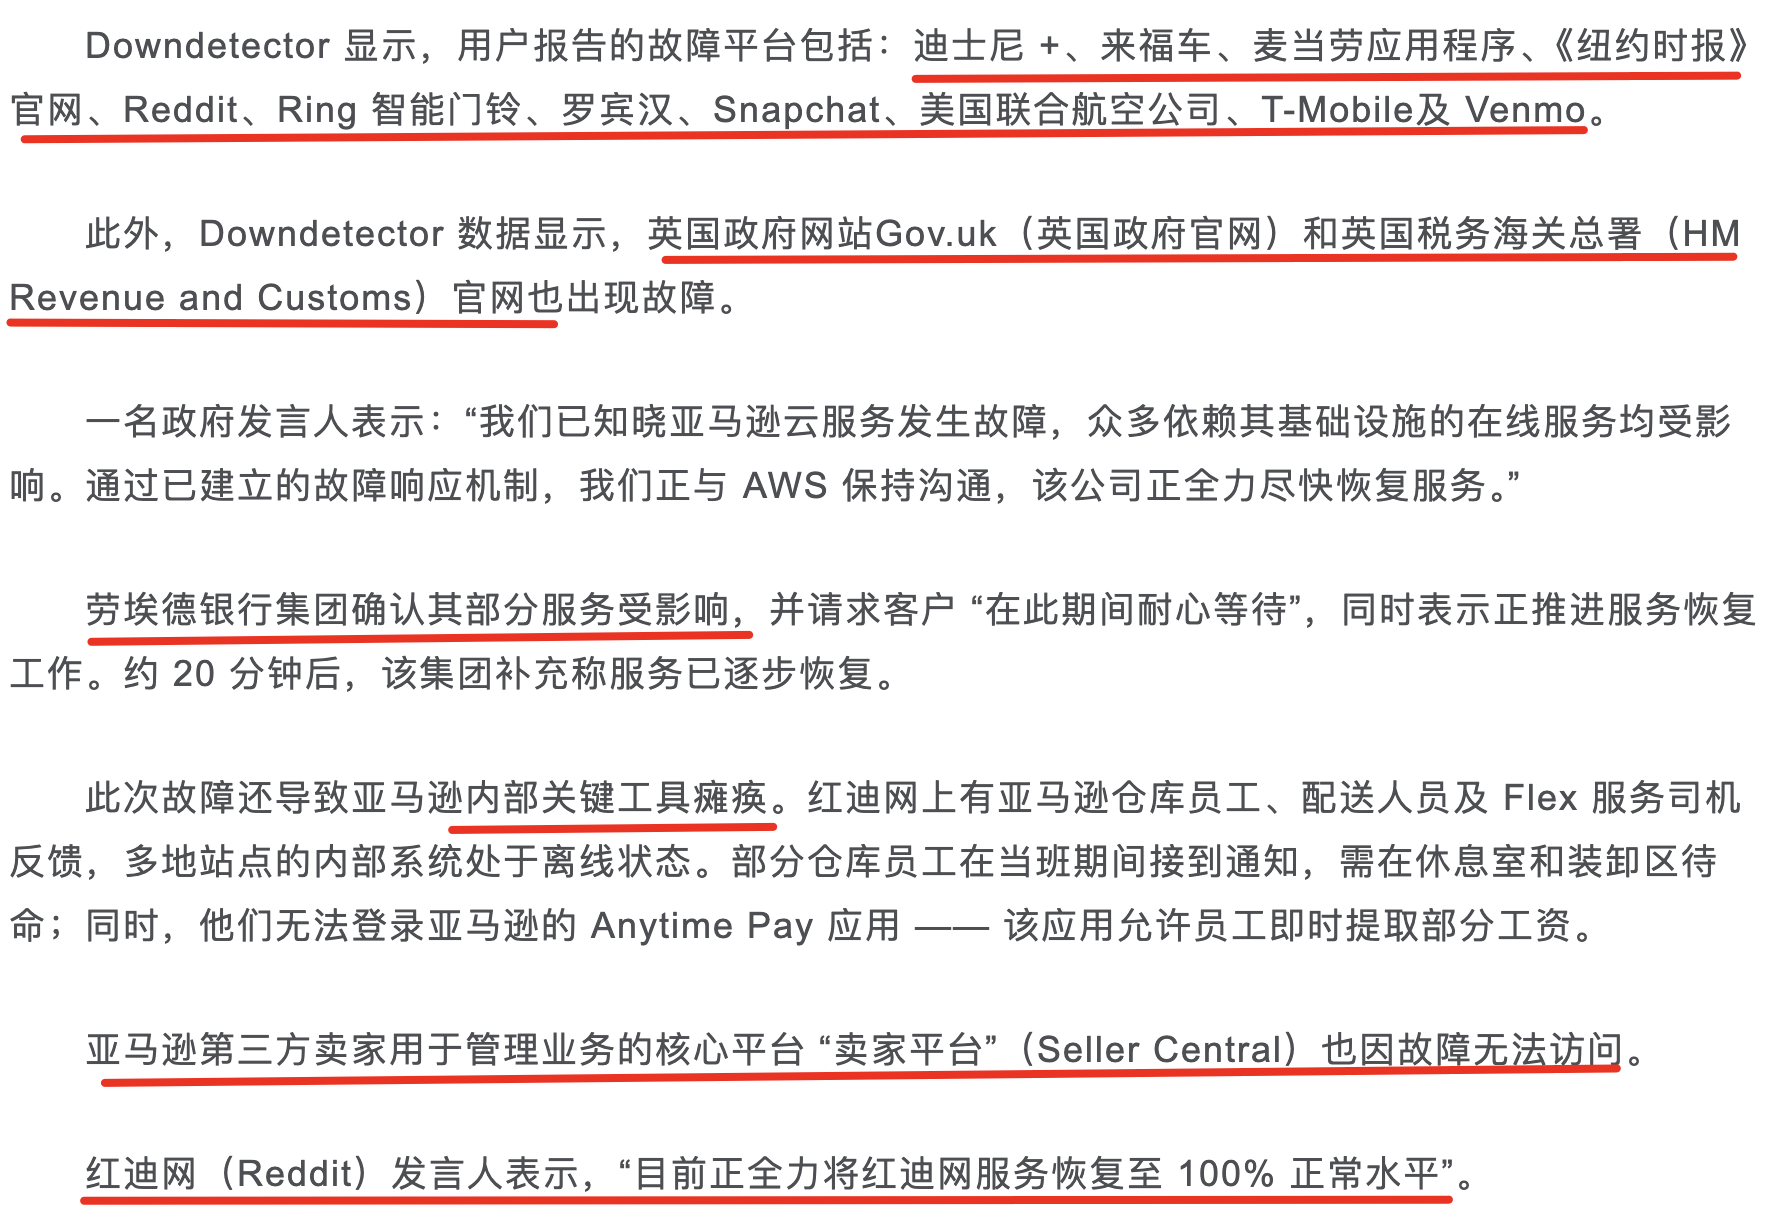 Downdetector 显示，用户报告的故障平台包括：迪士尼 +、来福车、麦当劳应用程序、《纽约时报》
官网、Reddit、Ring 智能门铃、罗宾汉、Snapchat、美国联合航空公司、T-Mobile及 Venmo。
此外，Downdetector 数据显示，英国政府网站Gov.uk（英国政府官网）和英国税务海关总署（HM
Revenue and Customs）官网也出现故障。
一名政府发言人表示：“我们已知晓亚马逊云服务发生故障，众多依赖其基础设施的在线服务均受影
响。通过已建立的故障响应机制，我们正与 AWS 保持沟通，该公司正全力尽快恢复服务。”
劳埃德银行集团确认其部分服务受影响，并请求客户 “在此期间耐心等待”，同时表示正推进服务恢复
工作。约 20 分钟后，该集团补充称服务已逐步恢复。
此次故障还导致亚马逊内部关键工具瘫痪。红迪网上有亚马逊仓库员工、配送人员及 Flex 服务司机
反馈，多地站点的内部系统处于离线状态。部分仓库员工在当班期间接到通知，需在休息室和装卸区待
命；同时，他们无法登录亚马逊的 Anytime Pay 应用 —— 该应用允许员工即时提取部分工资。
亚马逊第三方卖家用于管理业务的核心平台 “卖家平台”（Seller Central）也因故障无法访问。
红迪网（Reddit）发言人表示，“目前正全力将红迪网服务恢复至 100% 正常水平”。